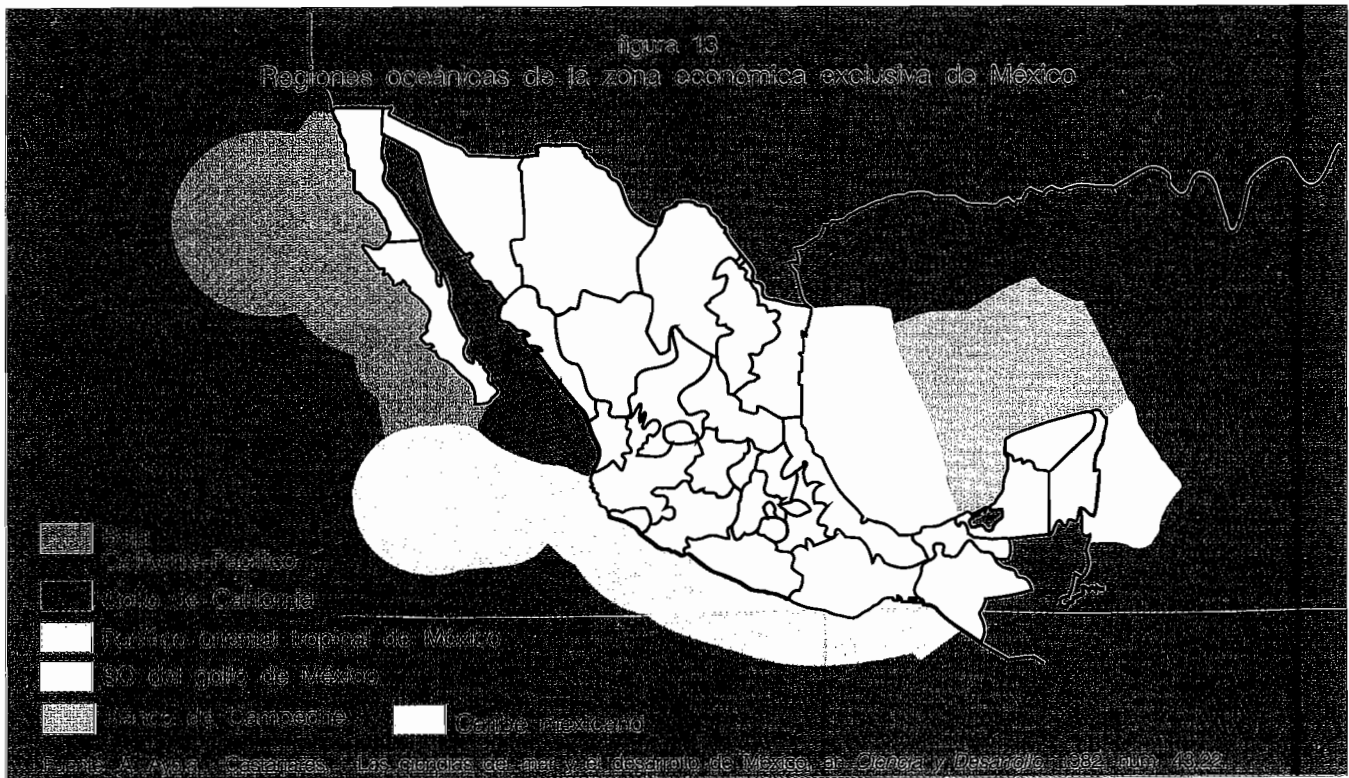 figura 13
Regiones oceánicas de la zona económica exclusiva de México
California-Pacífico
Golfo de California
Pacífico oriental tropical de México
SO del golfo de México
Banco de Campeche
Caribe mexicano
Fuente: A. Ayala-Castañares, Las ciencias de mar y el desarrollo de México, en Ciencia y Desarrollo, 1982, núm. 43,22